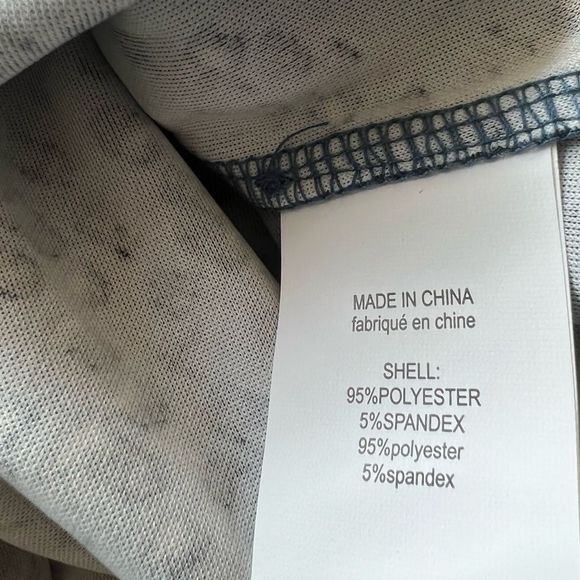 MADE IN CHINA
fabriqué en chine
SHELL:
95%POLYESTER
5%SPANDEX
95%polyester
5%spandex